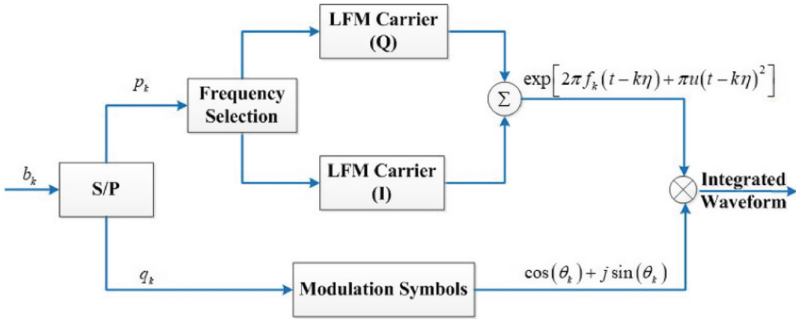 LFM Carrier
(Q)
p_k
Frequency
Selection
exp[2πf_k(t−kη)+πu(t−kη)²]
Σ
b_k
S/P
LFM Carrier
(I)
Integrated
Waveform
q_k
Modulation Symbols
cos(θ_k)+j sin(θ_k)